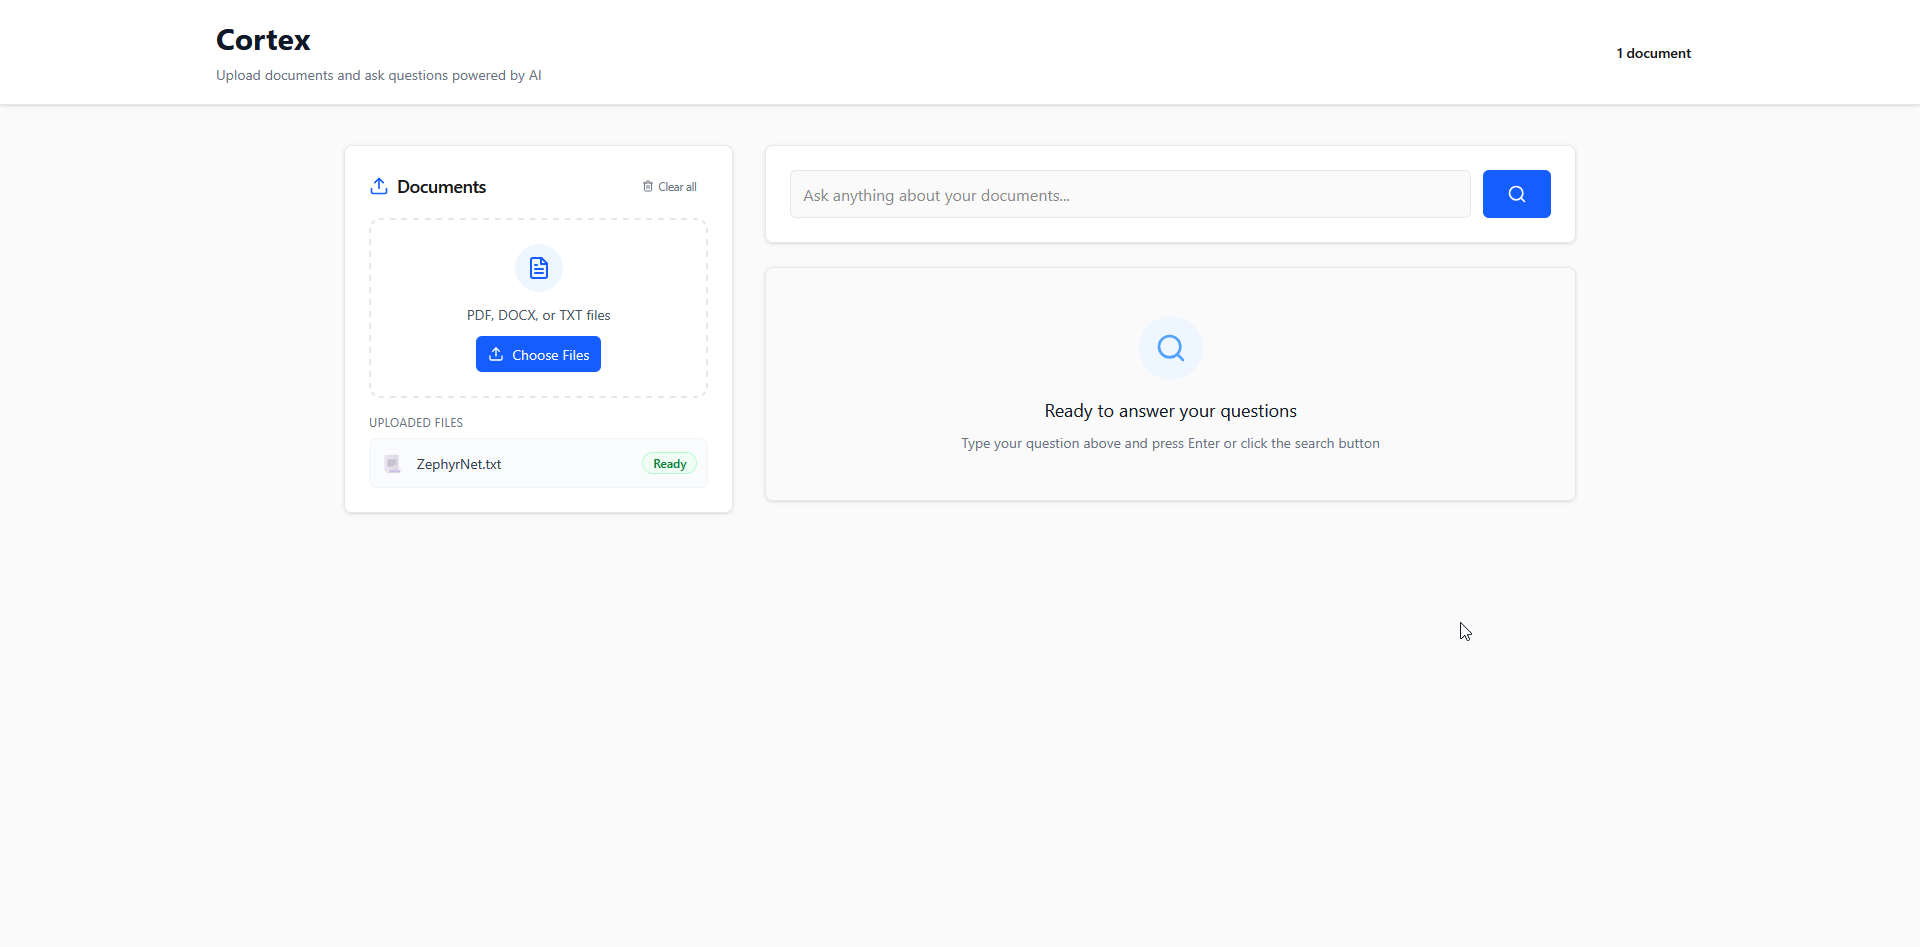 Cortex
Upload documents and ask questions powered by AI
1 document
Documents
Clear all
PDF, DOCX, or TXT files
Choose Files
UPLOADED FILES
ZephyrNet.txt
Ready
Ask anything about your documents...
Ready to answer your questions
Type your question above and press Enter or click the search button